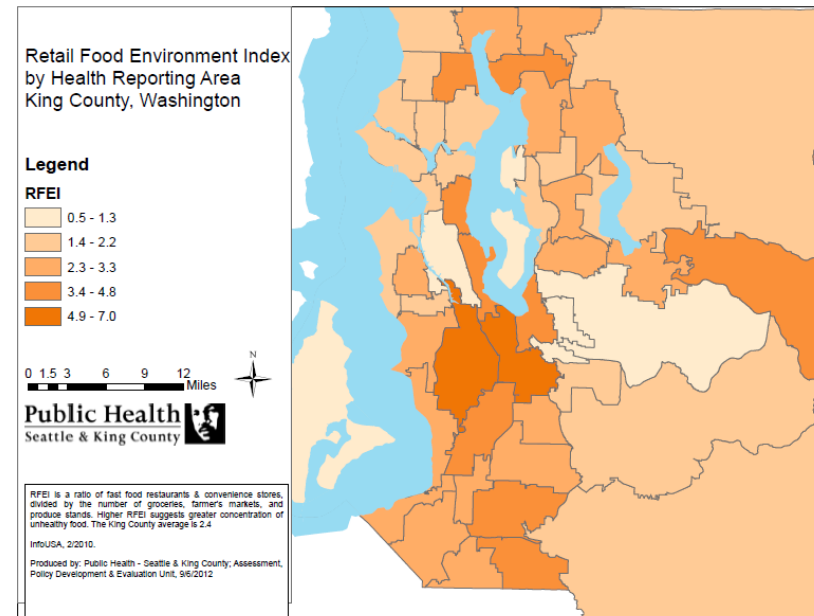 Retail Food Environment Index
by Health Reporting Area
King County, Washington
Legend
RFEI
0.5 - 1.3
1.4 - 2.2
2.3 - 3.3
3.4 - 4.8
4.9 - 7.0
N
0 1.5 3 6 9 12
Miles
Public Health
Seattle & King County
RFEI is a ratio of fast food restaurants & convenience stores,
divided by the number of groceries, farmer's markets, and
produce stands. Higher RFEI suggests greater concentration of
unhealthy food. The King County average is 2.4
InfoUSA, 2/2010.
Produced by: Public Health - Seattle & King County; Assessment,
Policy Development & Evaluation Unit, 9/6/2012